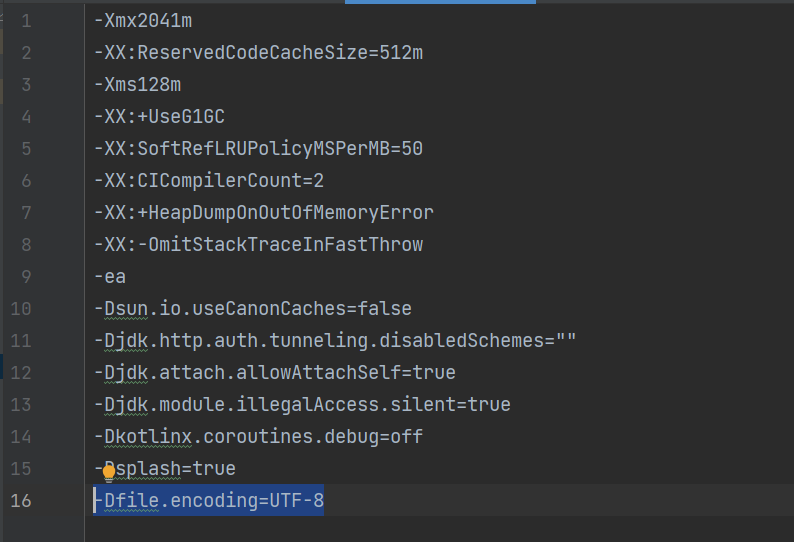 1 -Xmx2041m
2 -XX:ReservedCodeCacheSize=512m
3 -Xms128m
4 -XX:+UseG1GC
5 -XX:SoftRefLRUPolicyMSPerMB=50
6 -XX:CICompilerCount=2
7 -XX:+HeapDumpOnOutOfMemoryError
8 -XX:-OmitStackTraceInFastThrow
9 -ea
10 -Dsun.io.useCanonCaches=false
11 -Djdk.http.auth.tunneling.disabledSchemes=""
12 -Djdk.attach.allowAttachSelf=true
13 -Djdk.module.illegalAccess.silent=true
14 -Dkotlinx.coroutines.debug=off
15 -Dsplash=true
16 -Dfile.encoding=UTF-8